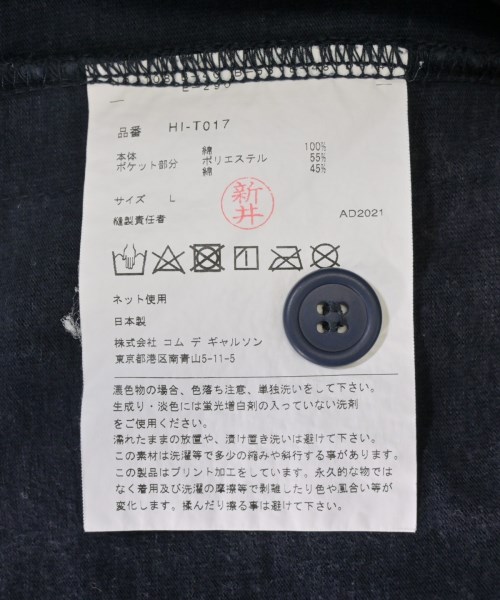 品番 HI-T017
本体 綿 100%
ポケット部分 ポリエステル 55%
綿 45%
サイズ L
新井
縫製責任者 AD2021
ネット使用
日本製
株式会社 コム デ ギャルソン
東京都港区南青山5-11-5
濃色物の場合、色落ち注意、単独洗いをして下さい。
生成り・淡色には蛍光増白剤の入っていない洗剤
をご使用ください。
濡れたままの放置や、漬け置き洗いは避けて下さい。
この素材は洗濯等で多少の縮みや斜行する事があります。
この製品はプリント加工をしています。永久的な物では
なく着用及び洗濯の摩擦等で剥離したり色や風合い等が
変化します。揉んだり擦る事は避けて下さい。